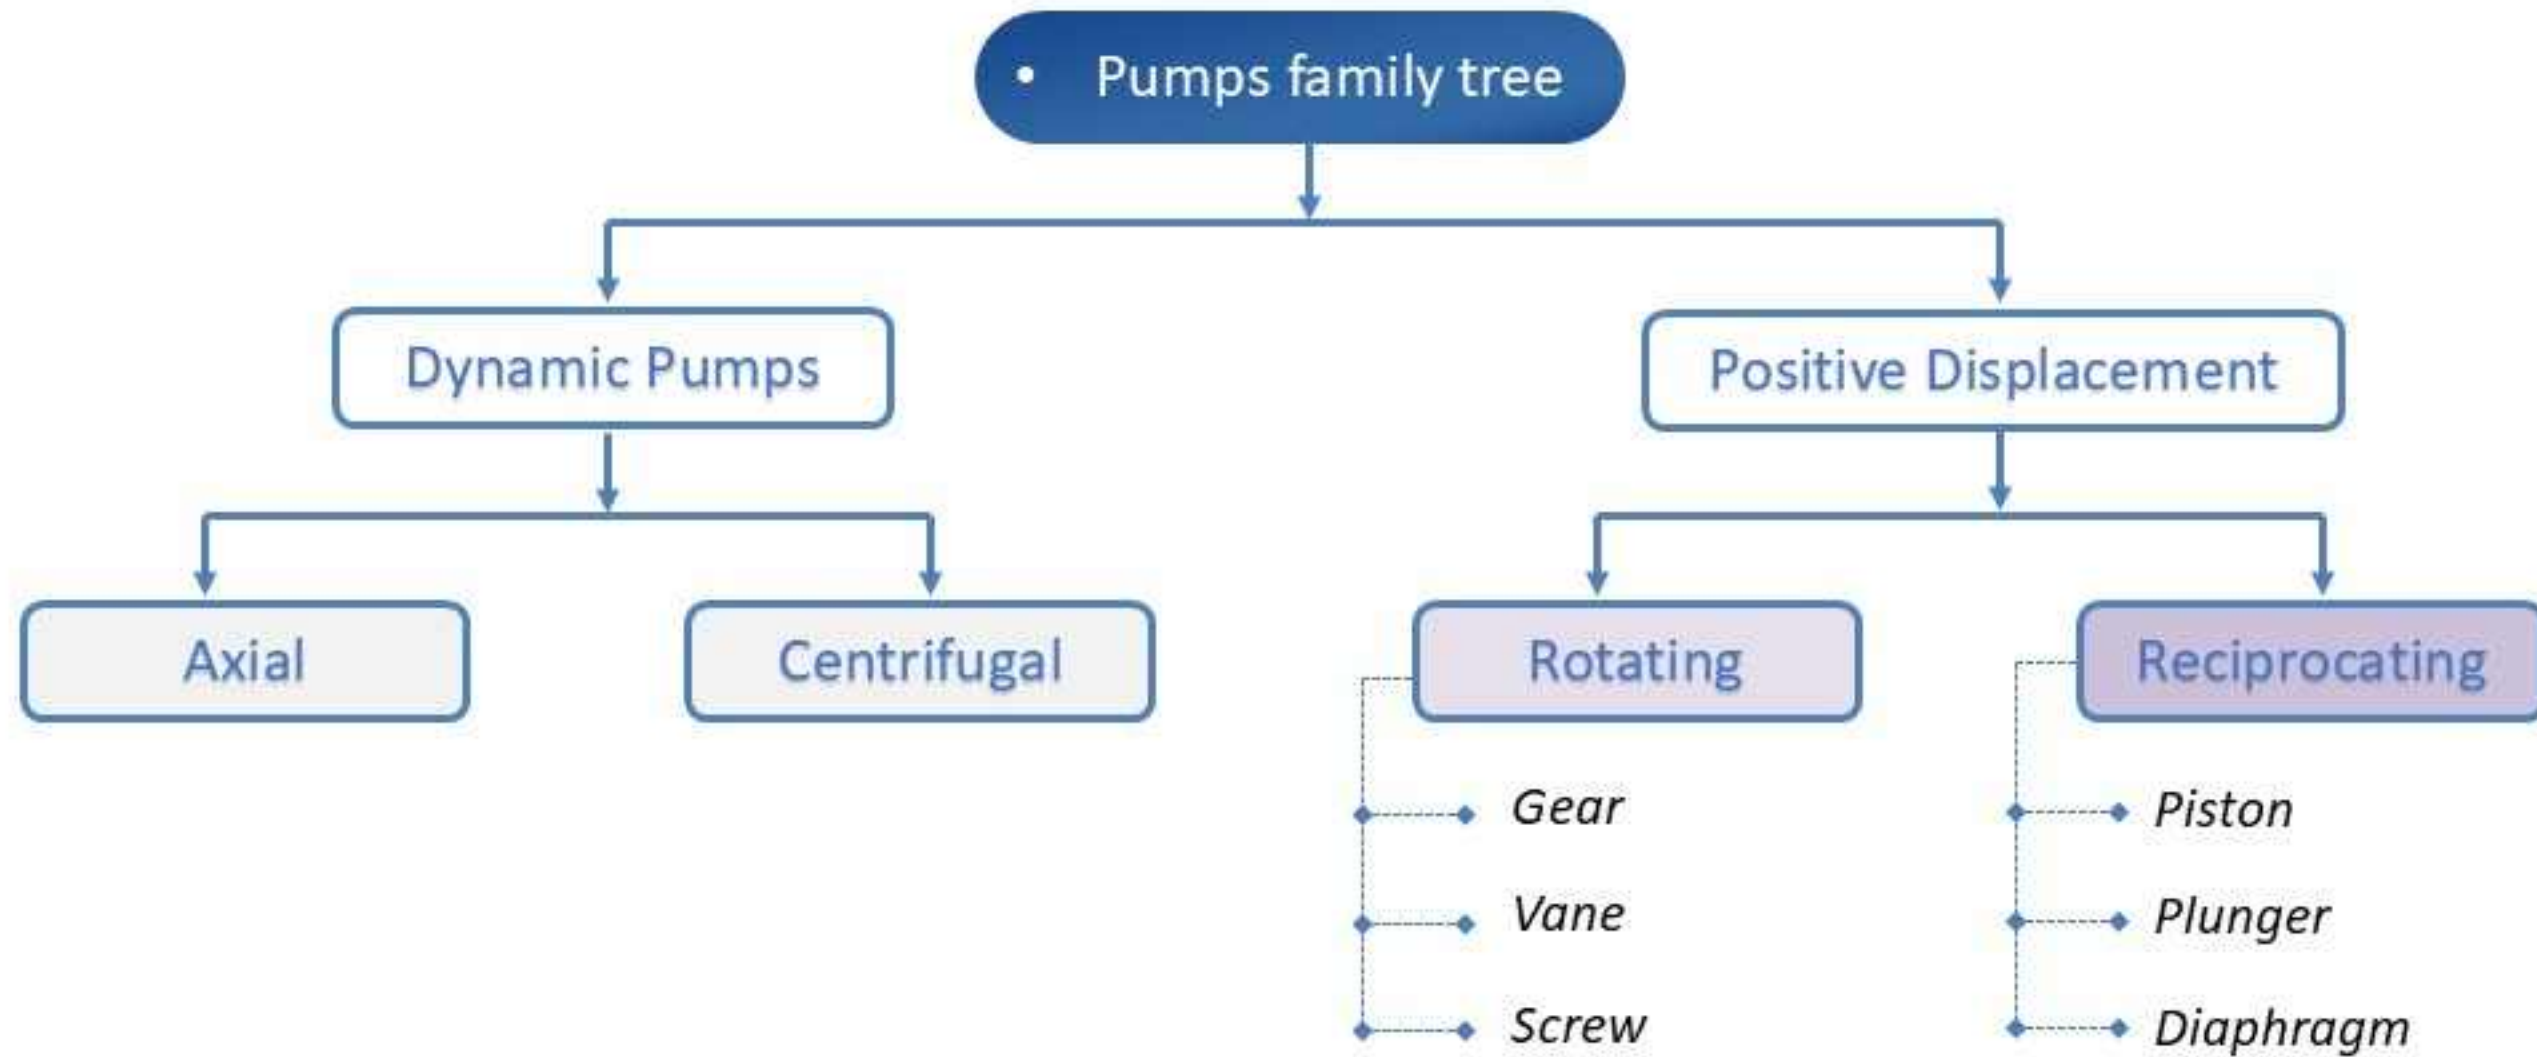 • Pumps family tree
Dynamic Pumps
Positive Displacement
Axial
Centrifugal
Rotating
Reciprocating
Gear
Vane
Screw
Piston
Plunger
Diaphragm